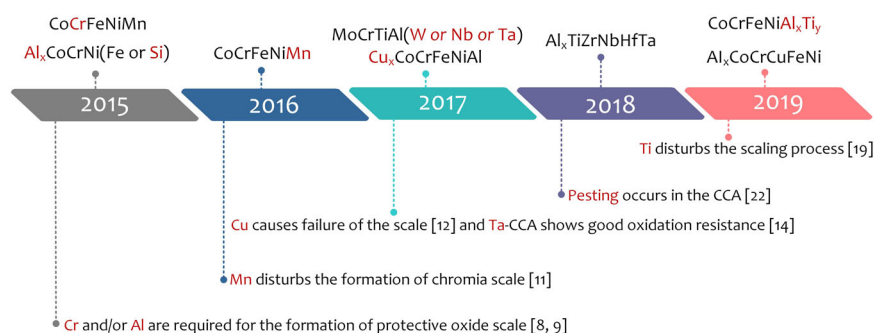 CoCrFeNiMn
AlxCoCrNi(Fe or Si)
CoCrFeNiMn
MoCrTiAl(W or Nb or Ta)
CuxCoCrFeNiAl
AlxTiZrNbHfTa
CoCrFeNiAlxTiy
AlxCoCrCuFeNi
2015 2016 2017 2018 2019
Ti disturbs the scaling process [19]
Pesting occurs in the CCA [22]
Cu causes failure of the scale [12] and Ta-CCA shows good oxidation resistance [14]
Mn disturbs the formation of chromia scale [11]
Cr and/or Al are required for the formation of protective oxide scale [8, 9]